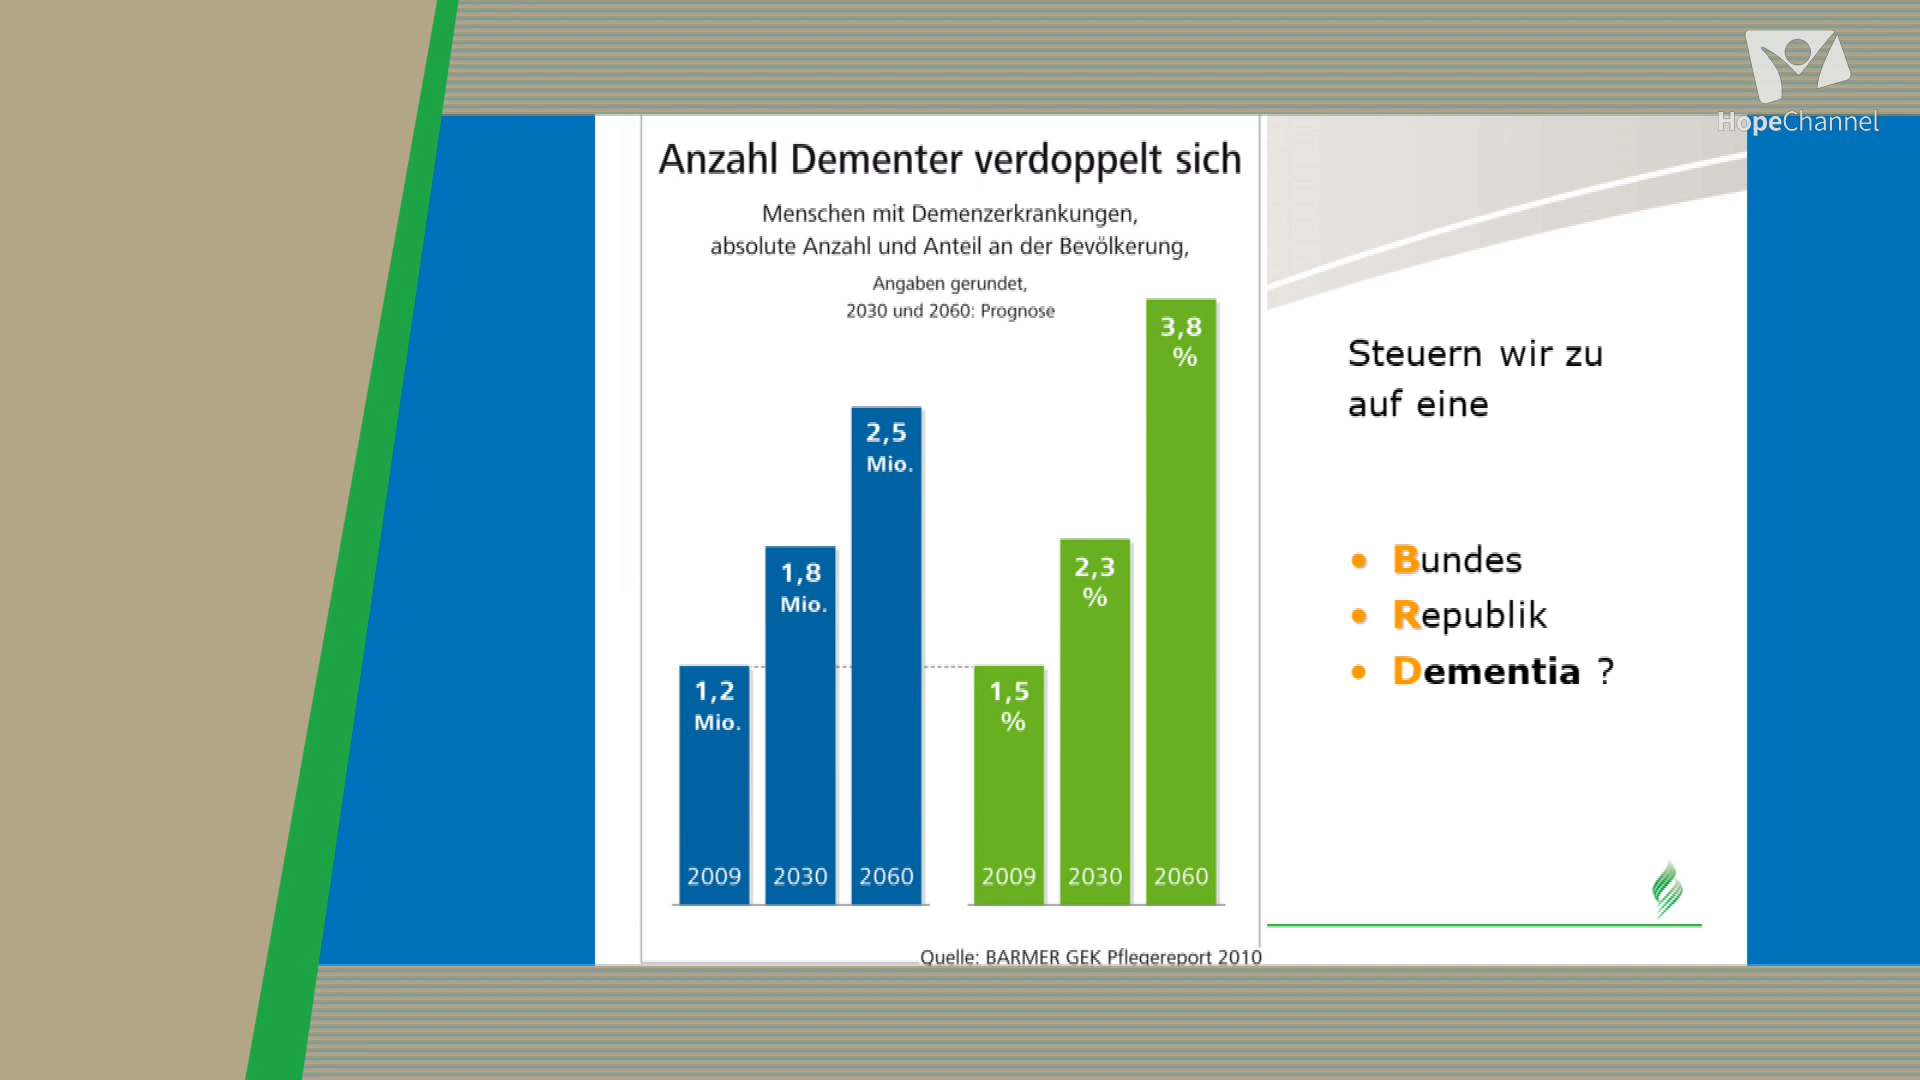 HopeChannel
Anzahl Dementer verdoppelt sich
Menschen mit Demenzerkrankungen,
absolute Anzahl und Anteil an der Bevölkerung,
Angaben gerundet,
2030 und 2060: Prognose
1,2
Mio.
2009
1,8
Mio.
2030
2,5
Mio.
2060
1,5
%
2009
2,3
%
2030
3,8
%
2060
Quelle: BARMER GEK Pflegereport 2010
Steuern wir zu
auf eine
• Bundes
• Republik
• Dementia ?